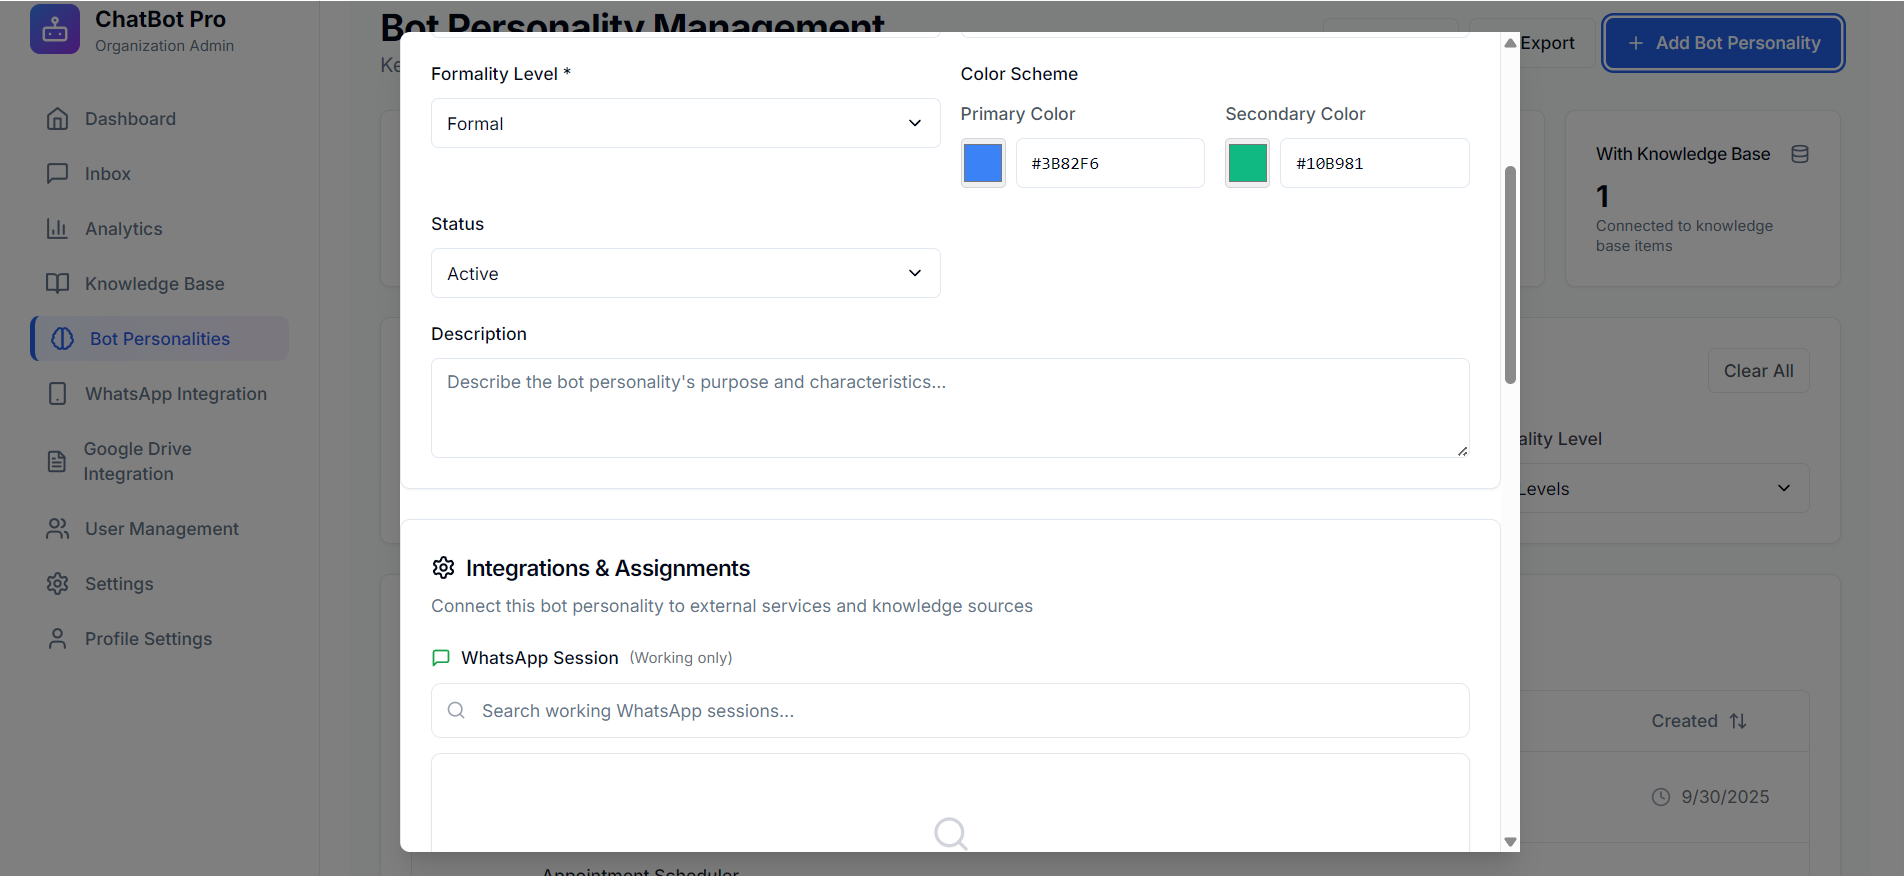 ChatBot Pro
Organization Admin
Dashboard
Inbox
Analytics
Knowledge Base
Bot Personalities
WhatsApp Integration
Google Drive
Integration
User Management
Settings
Profile Settings
Bot Personality Management
Ke
Export
Add Bot Personality
With Knowledge Base
1
Connected to knowledge
base items
Clear All
ality Level
Levels
Created
9/30/2025
Appointment Scheduler
Formality Level *
Formal
Color Scheme
Primary Color
#3B82F6
Secondary Color
#10B981
Status
Active
Description
Describe the bot personality's purpose and characteristics...
Integrations & Assignments
Connect this bot personality to external services and knowledge sources
WhatsApp Session (Working only)
Search working WhatsApp sessions...